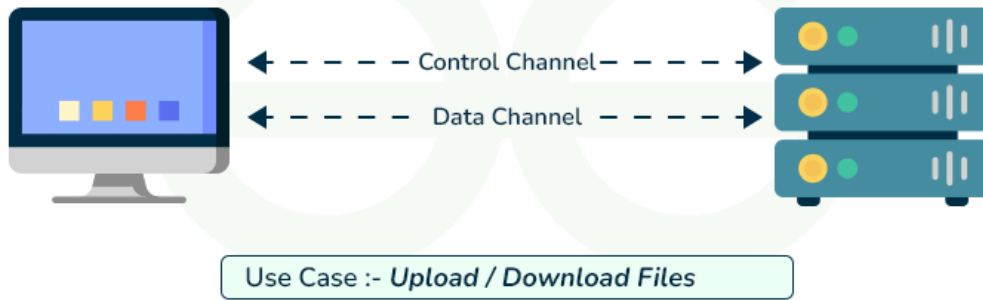 Control Channel
Data Channel
Use Case :- Upload / Download Files